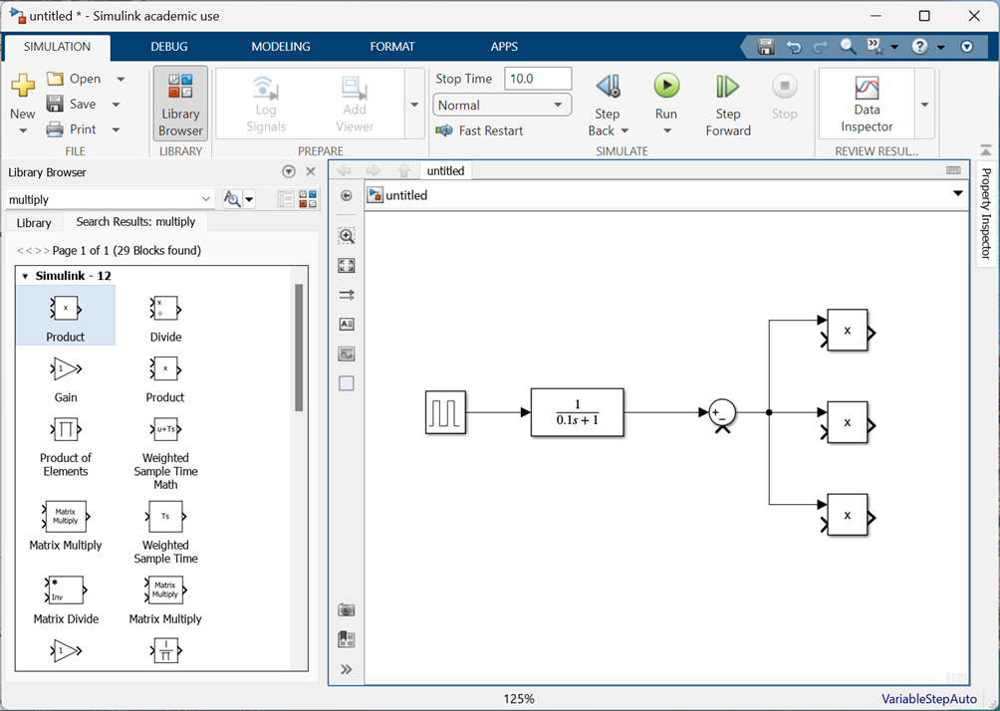 untitled * - Simulink academic use
SIMULATION DEBUG MODELING FORMAT APPS
New
Open
Save
Print
FILE
Library
Browser
LIBRARY
Log
Signals
Add
Viewer
PREPARE
Stop Time 10.0
Normal
Fast Restart
Step
Back
Run
Step
Forward
Stop
SIMULATE
Data
Inspector
REVIEW RESUL...
Library Browser
multiply
Library Search Results: multiply
< < > > Page 1 of 1 (29 Blocks found)
Simulink - 12
x
Product
x
÷
Divide
1
Gain
x
Product
∏
Product of
Elements
u+Ts
Weighted
Sample Time
Math
Matrix
Multiply
Matrix Multiply
Ts
Weighted
Sample Time
*
Inv
Matrix Divide
Matrix
Multiply
Matrix Multiply
1
1
∏
untitled
untitled
Property Inspector
1
0.1s + 1
+
−
x
x
x
125%
VariableStepAuto